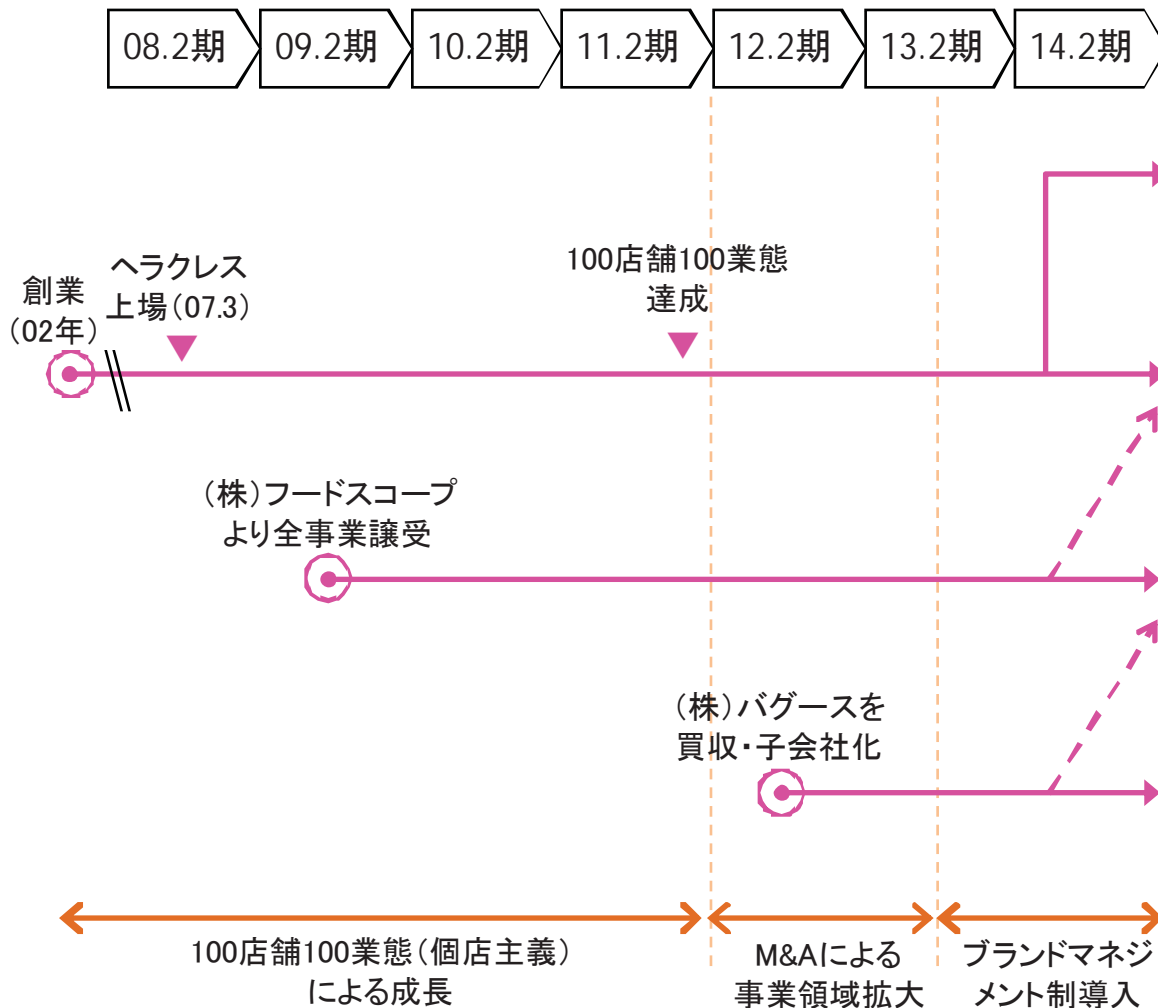 08.2期
09.2期
10.2期
11.2期
12.2期
13.2期
14.2期
創業
(02年)
ヘラクレス
上場(07.3)
100店舗100業態
達成
(株)フードスコープ
より全事業譲受
(株)バグースを
買収・子会社化
100店舗100業態(個店主義)
による成長
M&Aによる
事業領域拡大
ブランドマネジ
メント制導入